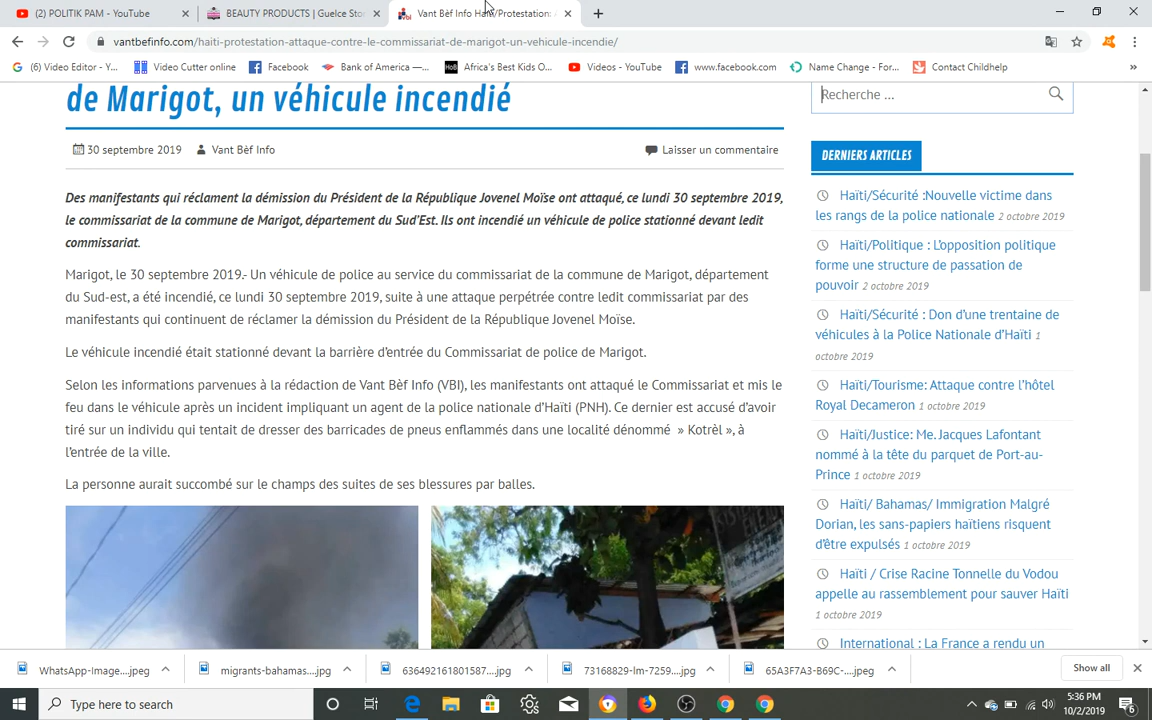 (2) POLITIK PAM - YouTube
BEAUTY PRODUCTS | Guelce Sto
Vant Bèf Info Haïti/Protestation:
vantbefinfo.com/haiti-protestation-attaque-contre-le-commissariat-de-marigot-un-vehicule-incendie/
(6) Video Editor - Y...
Video Cutter online
Facebook
Bank of America —...
Africa's Best Kids O...
Videos - YouTube
www.facebook.com
Name Change - For...
Contact Childhelp
de Marigot, un véhicule incendié
30 septembre 2019 Vant Bèf Info Laisser un commentaire
Des manifestants qui réclament la démission du Président de la République Jovenel Moïse ont attaqué, ce lundi 30 septembre 2019,
le commissariat de la commune de Marigot, département du Sud'Est. Ils ont incendié un véhicule de police stationné devant ledit
commissariat.
Marigot, le 30 septembre 2019.- Un véhicule de police au service du commissariat de la commune de Marigot, département
du Sud-est, a été incendié, ce lundi 30 septembre 2019, suite à une attaque perpétrée contre ledit commissariat par des
manifestants qui continuent de réclamer la démission du Président de la République Jovenel Moïse.
Le véhicule incendié était stationné devant la barrière d'entrée du Commissariat de police de Marigot.
Selon les informations parvenues à la rédaction de Vant Bèf Info (VBI), les manifestants ont attaqué le Commissariat et mis le
feu dans le véhicule après un incident impliquant un agent de la police nationale d'Haïti (PNH). Ce dernier est accusé d'avoir
tiré sur un individu qui tentait de dresser des barricades de pneus enflammés dans une localité dénommé » Kotrèl », à
l'entrée de la ville.
La personne aurait succombé sur le champs des suites de ses blessures par balles.
Recherche ...
DERNIERS ARTICLES
Haïti/Sécurité :Nouvelle victime dans
les rangs de la police nationale 2 octobre 2019
Haïti/Politique : L'opposition politique
forme une structure de passation de
pouvoir 2 octobre 2019
Haïti/Sécurité : Don d'une trentaine de
véhicules à la Police Nationale d'Haïti 1
octobre 2019
Haïti/Tourisme: Attaque contre l'hôtel
Royal Decameron 1 octobre 2019
Haïti/Justice: Me. Jacques Lafontant
nommé à la tête du parquet de Port-au-
Prince 1 octobre 2019
Haïti/ Bahamas/ Immigration Malgré
Dorian, les sans-papiers haïtiens risquent
d'être expulsés 1 octobre 2019
Haïti / Crise Racine Tonnelle du Vodou
appelle au rassemblement pour sauver Haïti
1 octobre 2019
International : La France a rendu un
WhatsApp-Image....jpeg
migrants-bahamas....jpg
636492161801587....jpg
73168829-lm-7259....jpg
65A3F7A3-B69C-....jpeg
Show all
Type here to search
5:36 PM
10/2/2019
6